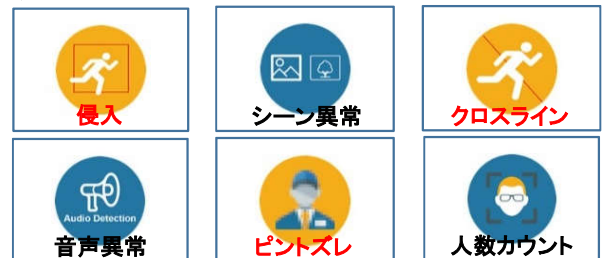 侵入
シーン異常
クロスライン
Audio Detection
音声異常
ピントズレ
人数カウント